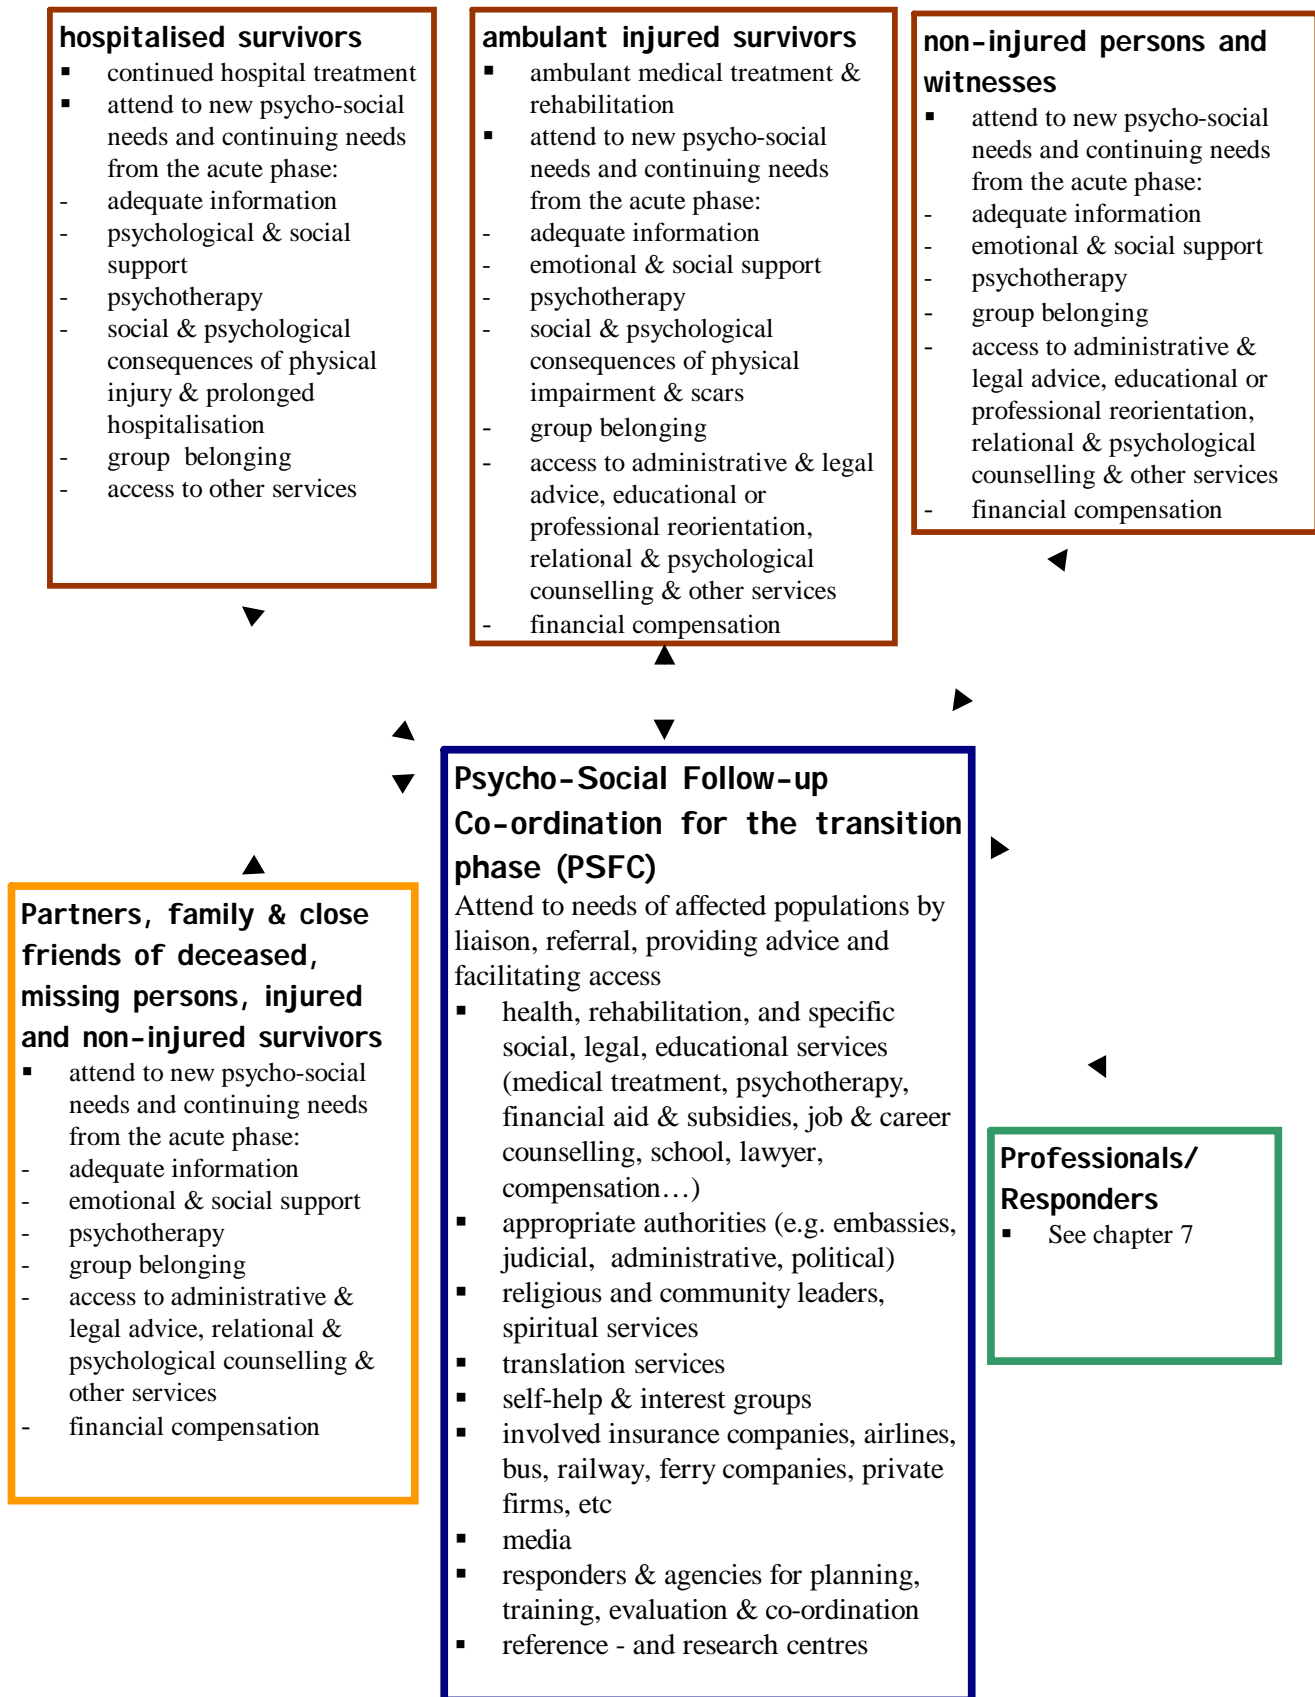 hospitalised survivors
▪ continued hospital treatment
▪ attend to new psycho-social
needs and continuing needs
from the acute phase:
- adequate information
- psychological & social
support
- psychotherapy
- social & psychological
consequences of physical
injury & prolonged
hospitalisation
- group belonging
- access to other services
ambulant injured survivors
▪ ambulant medical treatment &
rehabilitation
▪ attend to new psycho-social
needs and continuing needs
from the acute phase:
- adequate information
- emotional & social support
- psychotherapy
- social & psychological
consequences of physical
impairment & scars
- group belonging
- access to administrative & legal
advice, educational or
professional reorientation,
relational & psychological
counselling & other services
- financial compensation
non-injured persons and
witnesses
▪ attend to new psycho-social
needs and continuing needs
from the acute phase:
- adequate information
- emotional & social support
- psychotherapy
- group belonging
- access to administrative &
legal advice, educational or
professional reorientation,
relational & psychological
counselling & other services
- financial compensation
Partners, family & close
friends of deceased,
missing persons, injured
and non-injured survivors
▪ attend to new psycho-social
needs and continuing needs
from the acute phase:
- adequate information
- emotional & social support
- psychotherapy
- group belonging
- access to administrative &
legal advice, relational &
psychological counselling &
other services
- financial compensation
Psycho-Social Follow-up
Co-ordination for the transition
phase (PSFC)
Attend to needs of affected populations by
liaison, referral, providing advice and
facilitating access
▪ health, rehabilitation, and specific
social, legal, educational services
(medical treatment, psychotherapy,
financial aid & subsidies, job & career
counselling, school, lawyer,
compensation…)
▪ appropriate authorities (e.g. embassies,
judicial, administrative, political)
▪ religious and community leaders,
spiritual services
▪ translation services
▪ self-help & interest groups
▪ involved insurance companies, airlines,
bus, railway, ferry companies, private
firms, etc
▪ media
▪ responders & agencies for planning,
training, evaluation & co-ordination
▪ reference - and research centres
Professionals/
Responders
▪ See chapter 7